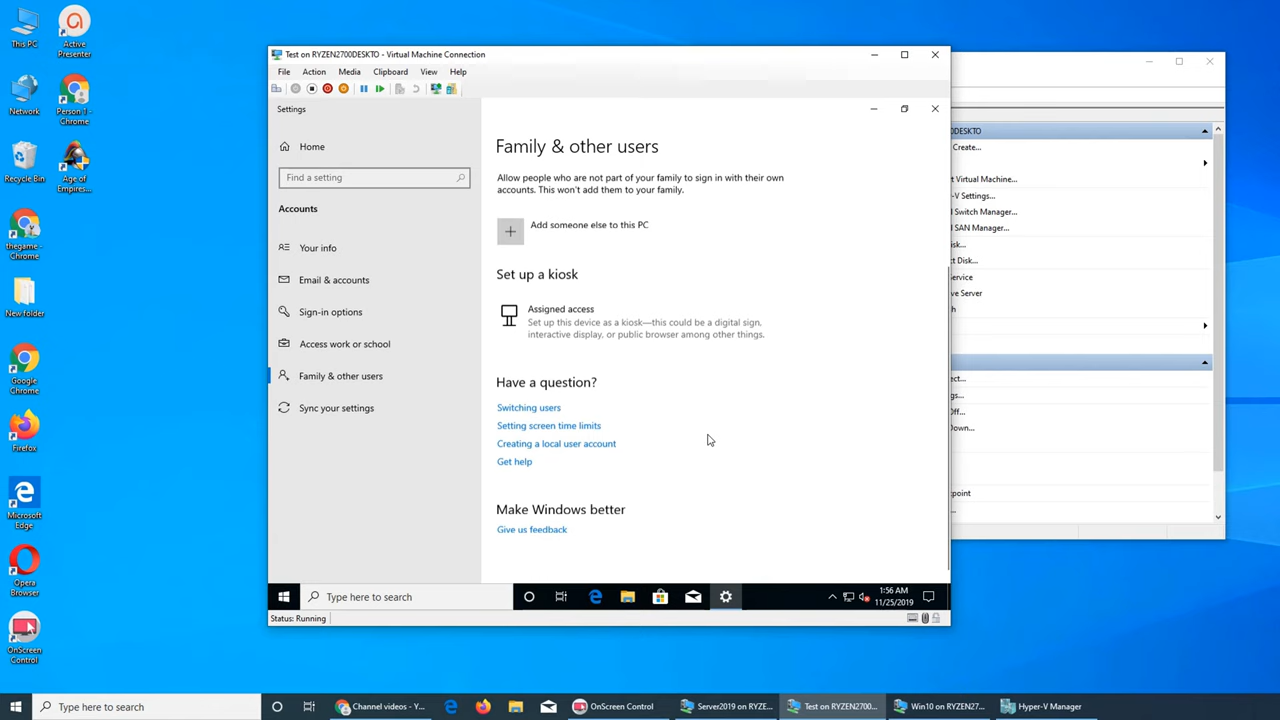 This PC
Active
Presenter
Network
Person 1 -
Chrome
Recycle Bin
Age of
Empires...
thegame -
Chrome
New folder
Google
Chrome
Firefox
Microsoft
Edge
Opera
Browser
OnScreen
Control
Test on RYZEN2700DESKTO - Virtual Machine Connection
File Action Media Clipboard View Help
Settings
Home
Find a setting
Accounts
Your info
Email & accounts
Sign-in options
Access work or school
Family & other users
Sync your settings
Family & other users
Allow people who are not part of your family to sign in with their own
accounts. This won't add them to your family.
Add someone else to this PC
Set up a kiosk
Assigned access
Set up this device as a kiosk—this could be a digital sign,
interactive display, or public browser among other things.
Have a question?
Switching users
Setting screen time limits
Creating a local user account
Get help
Make Windows better
Give us feedback
Type here to search
1:56 AM
11/25/2019
Status: Running
0DESKTO
Create...
t Virtual Machine...
-V Settings...
l Switch Manager...
l SAN Manager...
isk...
ct Disk...
ervice
ve Server
h
ect...
gs...
Off...
Down...
point
Type here to search
Channel videos - Y...
OnScreen Control
Server2019 on RYZE...
Test on RYZEN2700...
Win10 on RYZEN27...
Hyper-V Manager